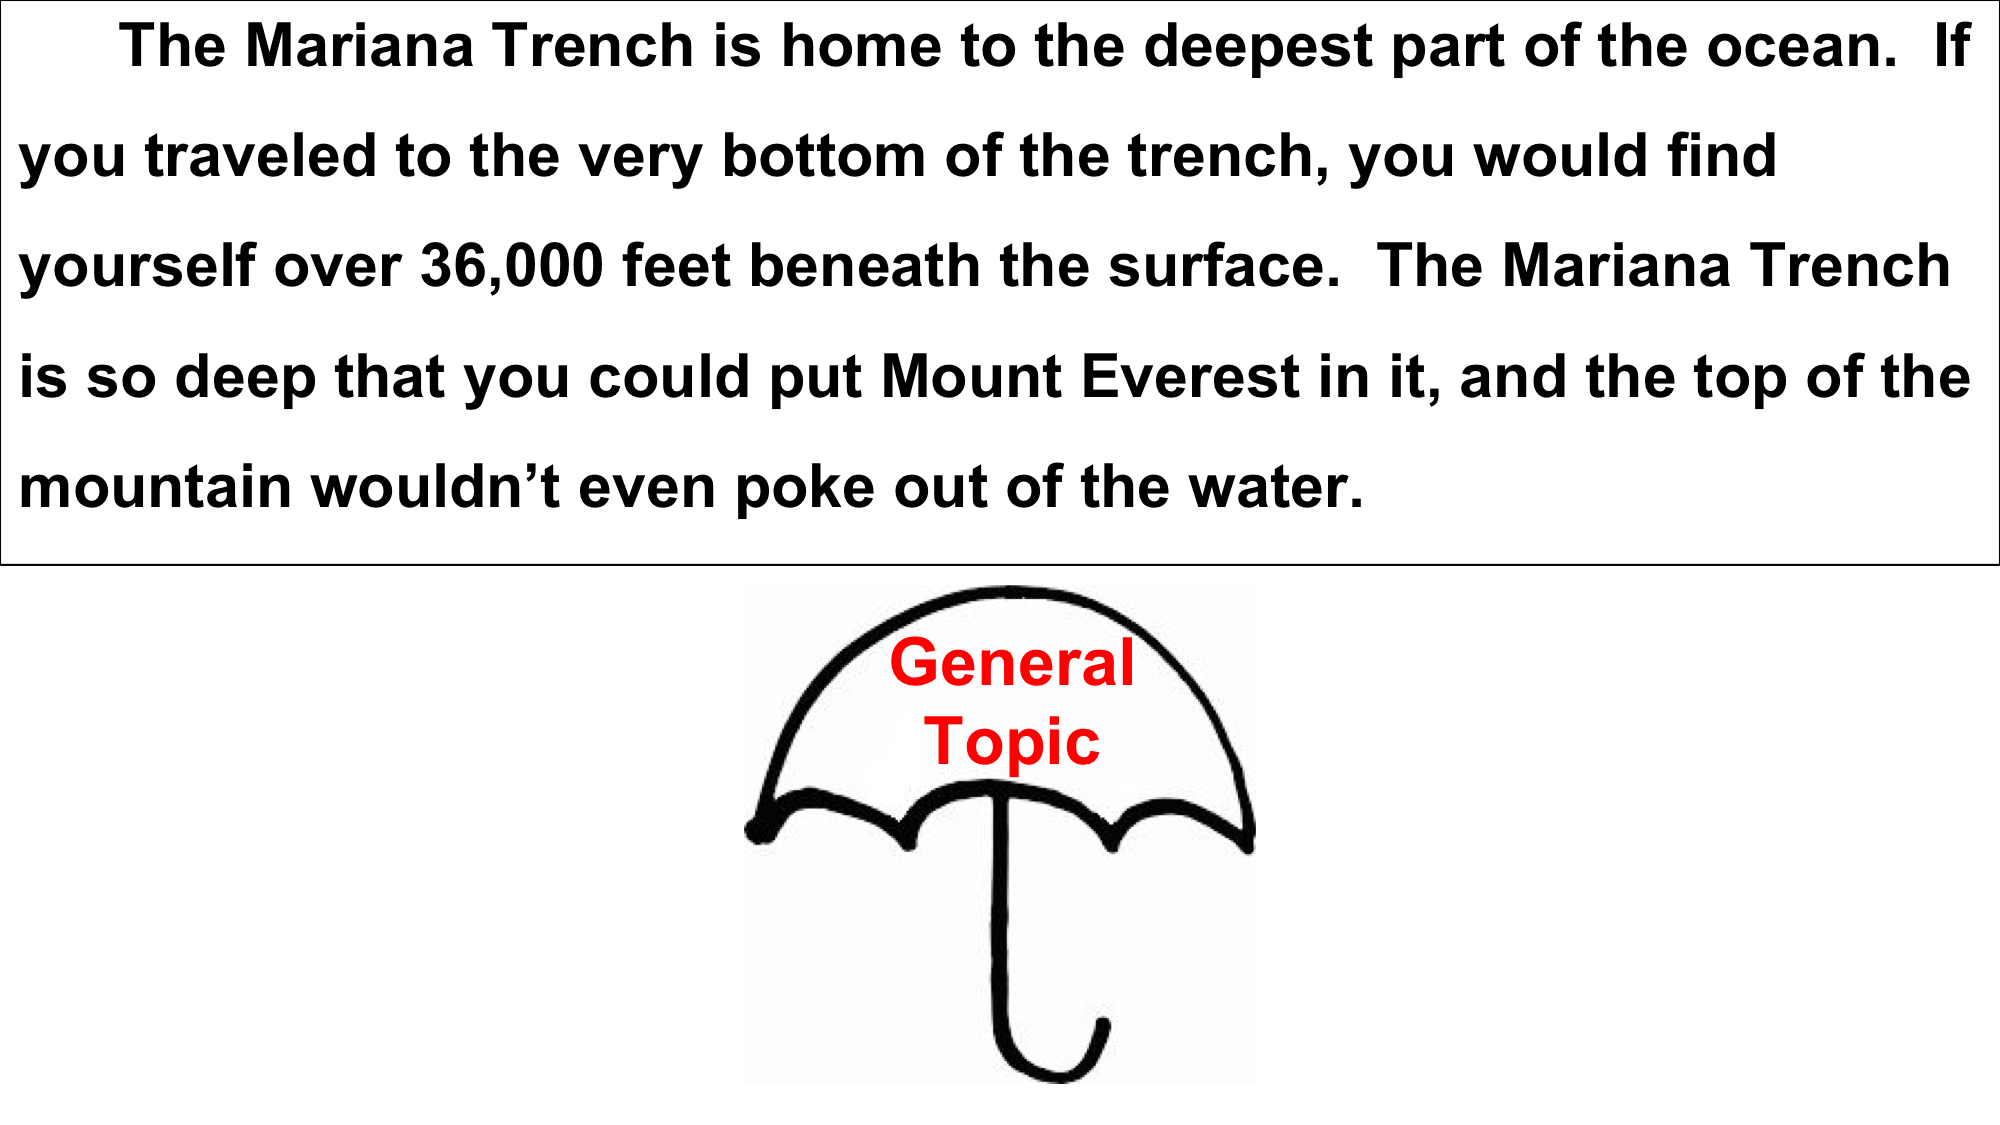 The Mariana Trench is home to the deepest part of the ocean.  If
you traveled to the very bottom of the trench, you would find
yourself over 36,000 feet beneath the surface.  The Mariana Trench
is so deep that you could put Mount Everest in it, and the top of the
mountain wouldn’t even poke out of the water.
General
Topic